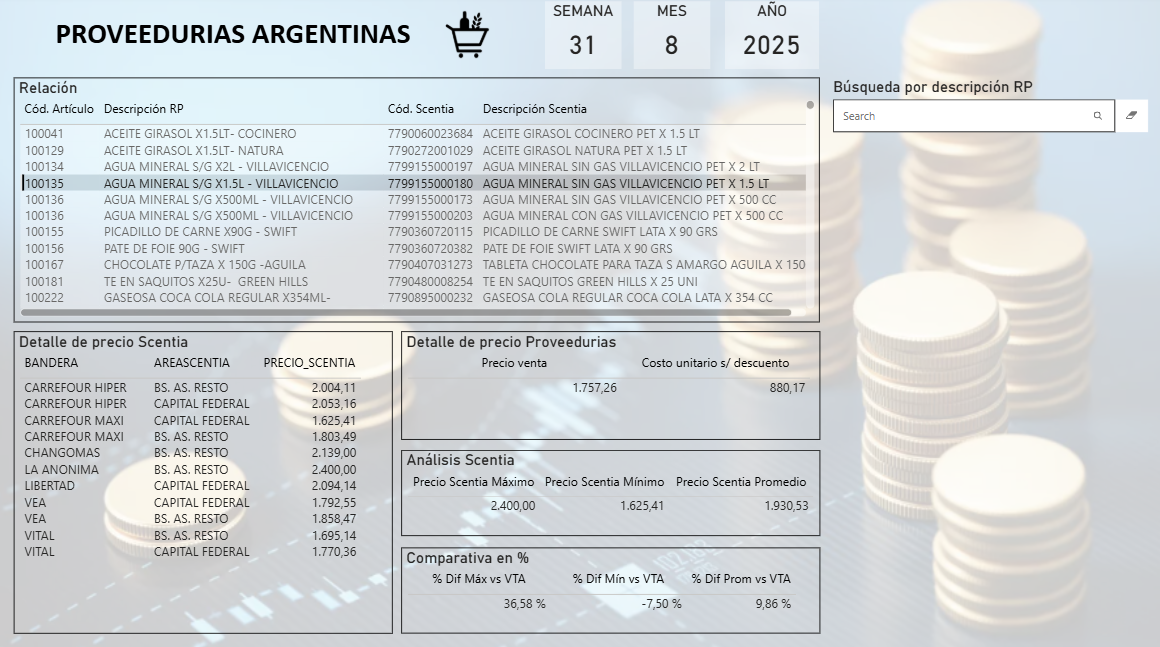 PROVEEDURIAS ARGENTINAS
SEMANA MES AÑO
31 8 2025
Relación
Cód. Artículo Descripción RP Cód. Scentia Descripción Scentia
100041 ACEITE GIRASOL X1.5LT- COCINERO 7790060023684 ACEITE GIRASOL COCINERO PET X 1.5 LT
100129 ACEITE GIRASOL X1.5LT- NATURA 7790272001029 ACEITE GIRASOL NATURA PET X 1.5 LT
100134 AGUA MINERAL S/G X2L - VILLAVICENCIO 7799155000197 AGUA MINERAL SIN GAS VILLAVICENCIO PET X 2 LT
100135 AGUA MINERAL S/G X1.5L - VILLAVICENCIO 7799155000180 AGUA MINERAL SIN GAS VILLAVICENCIO PET X 1.5 LT
100136 AGUA MINERAL S/G X500ML - VILLAVICENCIO 7799155000173 AGUA MINERAL SIN GAS VILLAVICENCIO PET X 500 CC
100136 AGUA MINERAL S/G X500ML - VILLAVICENCIO 7799155000203 AGUA MINERAL CON GAS VILLAVICENCIO PET X 500 CC
100155 PICADILLO DE CARNE X90G - SWIFT 7790360720115 PICADILLO DE CARNE SWIFT LATA X 90 GRS
100156 PATE DE FOIE 90G - SWIFT 7790360720382 PATE DE FOIE SWIFT LATA X 90 GRS
100167 CHOCOLATE P/TAZA X 150G -AGUILA 7790407031273 TABLETA CHOCOLATE PARA TAZA S AMARGO AGUILA X 150
100181 TE EN SAQUITOS X25U- GREEN HILLS 7790480008254 TE EN SAQUITOS GREEN HILLS X 25 UNI
100222 GASEOSA COCA COLA REGULAR X354ML- 7790895000232 GASEOSA COLA REGULAR COCA COLA LATA X 354 CC
Búsqueda por descripción RP
Search
Detalle de precio Scentia
BANDERA AREASCENTIA PRECIO_SCENTIA
CARREFOUR HIPER BS. AS. RESTO 2.004,11
CARREFOUR HIPER CAPITAL FEDERAL 2.053,16
CARREFOUR MAXI CAPITAL FEDERAL 1.625,41
CARREFOUR MAXI BS. AS. RESTO 1.803,49
CHANGOMAS BS. AS. RESTO 2.139,00
LA ANONIMA BS. AS. RESTO 2.400,00
LIBERTAD CAPITAL FEDERAL 2.094,14
VEA CAPITAL FEDERAL 1.792,55
VEA BS. AS. RESTO 1.858,47
VITAL BS. AS. RESTO 1.695,14
VITAL CAPITAL FEDERAL 1.770,36
Detalle de precio Proveedurias
Precio venta Costo unitario s/ descuento
1.757,26 880,17
Análisis Scentia
Precio Scentia Máximo Precio Scentia Mínimo Precio Scentia Promedio
2.400,00 1.625,41 1.930,53
Comparativa en %
% Dif Máx vs VTA % Dif Mín vs VTA % Dif Prom vs VTA
36,58 % -7,50 % 9,86 %